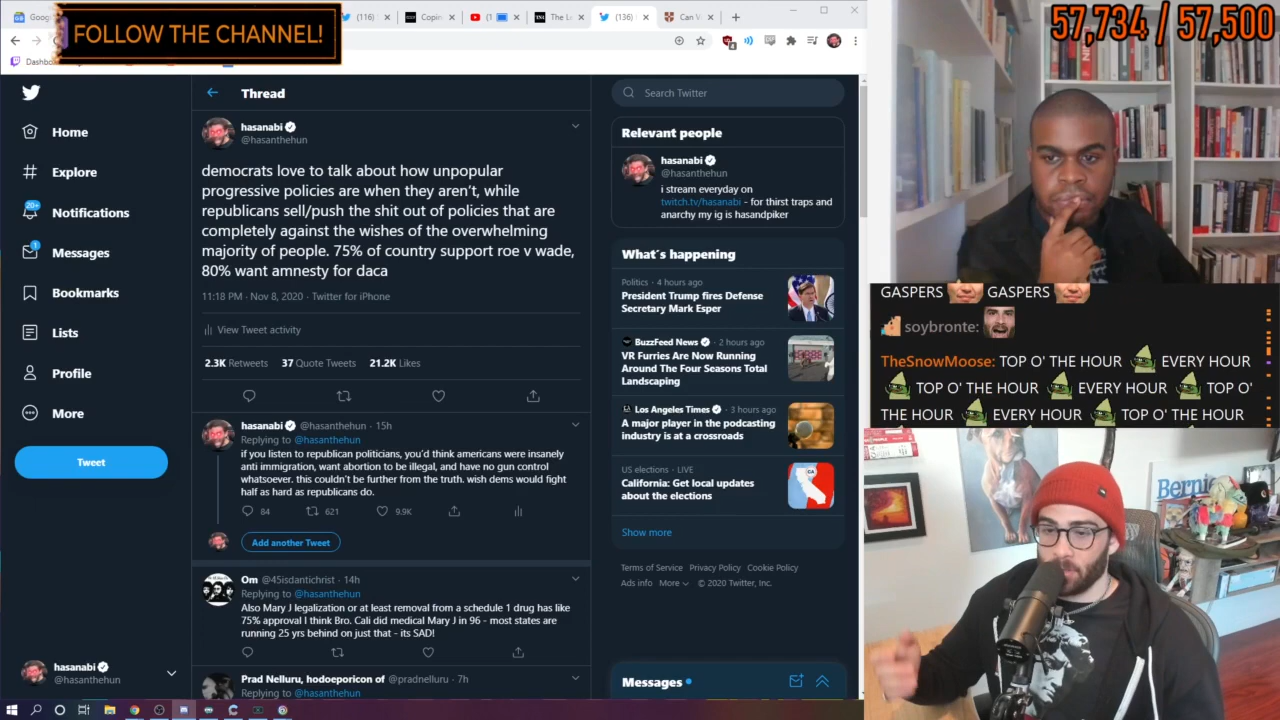 Goog
(116)
Copin
(1
The Lo
(136)
Can V
FOLLOW THE CHANNEL!
4
Dashbo
57,734 / 57,500
Home
Explore
20+
Notifications
1
Messages
Bookmarks
Lists
Profile
More
Tweet
hasanabi
@hasanthehun
Thread
hasanabi
@hasanthehun
democrats love to talk about how unpopular
progressive policies are when they aren't, while
republicans sell/push the shit out of policies that are
completely against the wishes of the overwhelming
majority of people. 75% of country support roe v wade,
80% want amnesty for daca
11:18 PM · Nov 8, 2020 · Twitter for iPhone
View Tweet activity
2.3K Retweets 37 Quote Tweets 21.2K Likes
hasanabi @hasanthehun · 15h
Replying to @hasanthehun
if you listen to republican politicians, you'd think americans were insanely
anti immigration, want abortion to be illegal, and have no gun control
whatsoever. this couldn't be further from the truth. wish dems would fight
half as hard as republicans do.
84 621 9.9K
Add another Tweet
Om @45isdantichrist · 14h
Replying to @hasanthehun
Also Mary J legalization or at least removal from a schedule 1 drug has like
75% approval I think Bro. Cali did medical Mary J in 96 - most states are
running 25 yrs behind on just that - its SAD!
Prad Nelluru, hodoeporicon of @pradnelluru · 7h
Replying to @hasanthehun
Search Twitter
Relevant people
hasanabi
@hasanthehun
i stream everyday on
twitch.tv/hasanabi - for thirst traps and
anarchy my ig is hasandpiker
What's happening
Politics · 4 hours ago
President Trump fires Defense
Secretary Mark Esper
BuzzFeed News · 2 hours ago
VR Furries Are Now Running
Around The Four Seasons Total
Landscaping
Los Angeles Times · 3 hours ago
A major player in the podcasting
industry is at a crossroads
US elections · LIVE
California: Get local updates
about the elections
Show more
Terms of Service Privacy Policy Cookie Policy
Ads info More © 2020 Twitter, Inc.
Messages
GASPERS GASPERS
soybronte:
TheSnowMoose: TOP O' THE HOUR EVERY HOUR
TOP O' THE HOUR EVERY HOUR TOP O'
THE HOUR EVERY HOUR TOP O' THE HOUR
Bernie